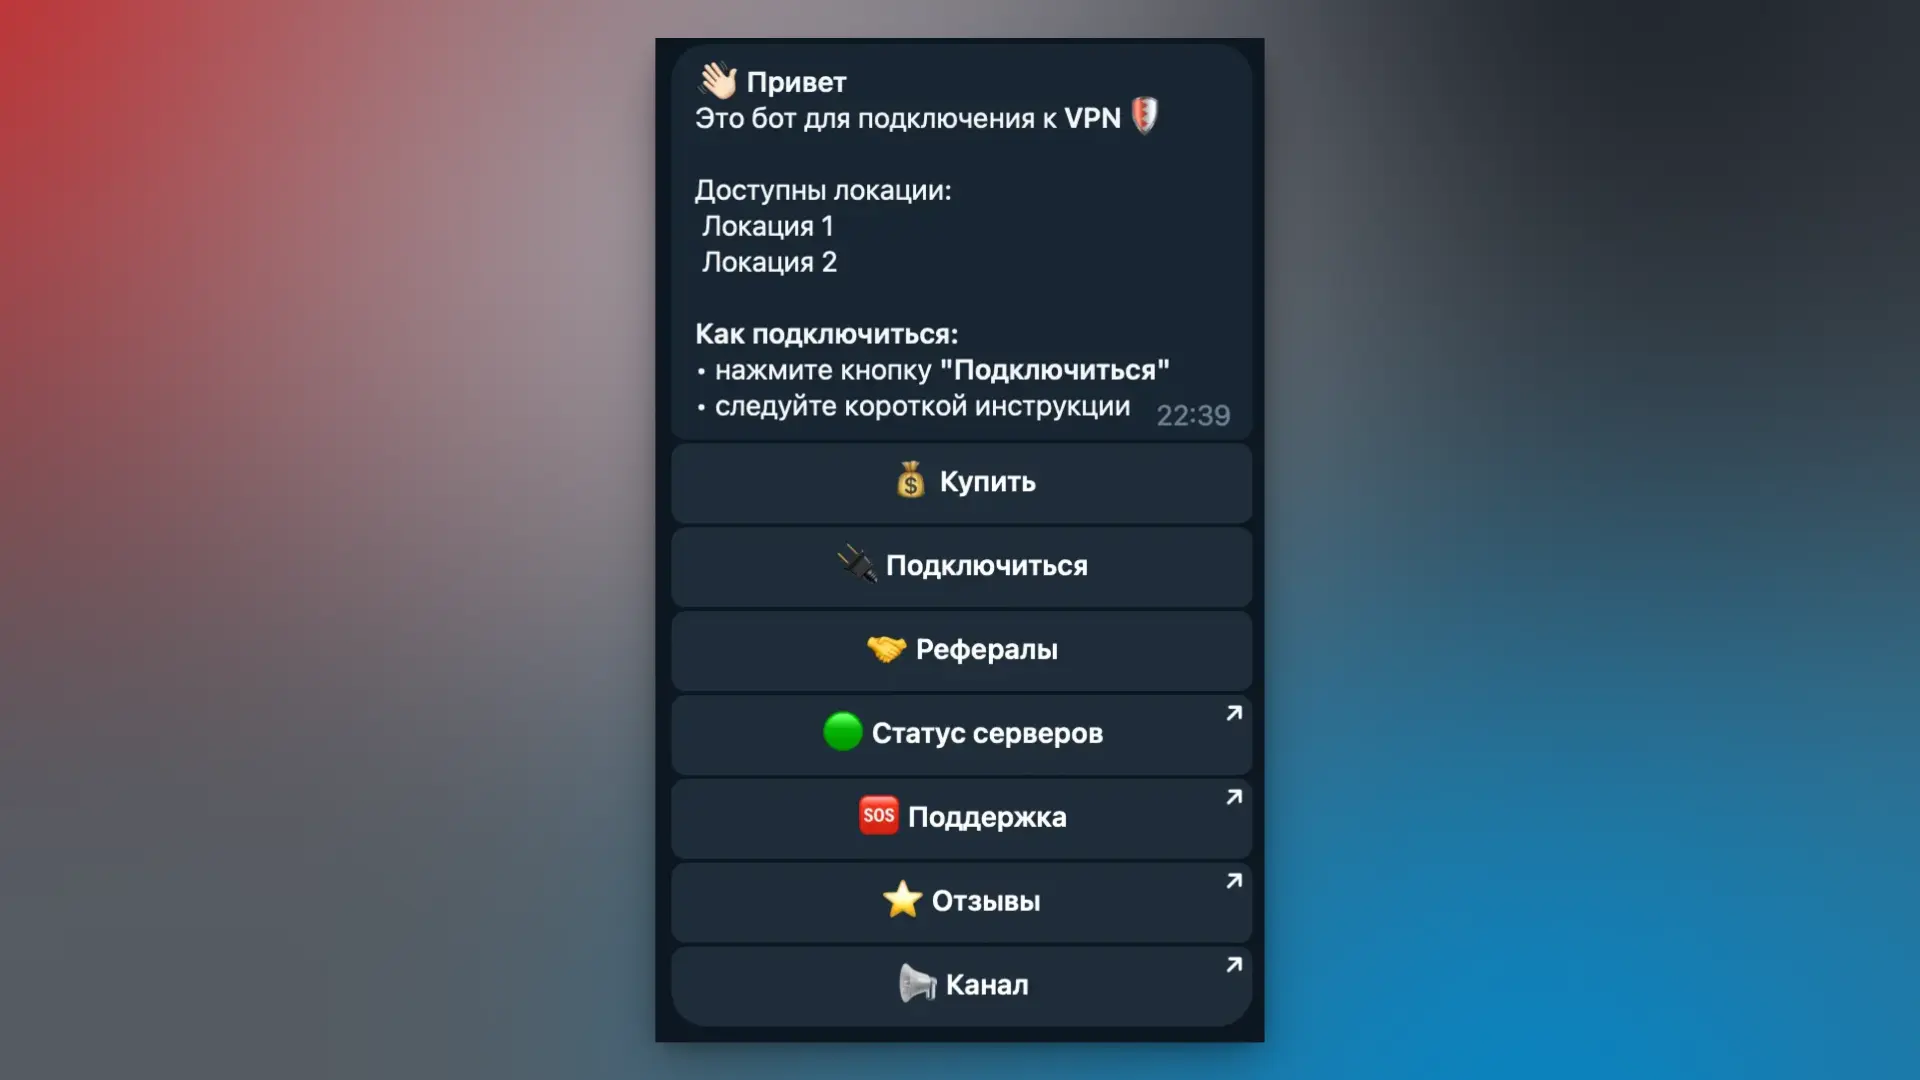 👋🏻 Привет
Это бот для подключения к VPN 🛡
Доступны локации:
Локация 1
Локация 2
Как подключиться:
• нажмите кнопку "Подключиться"
• следуйте короткой инструкции
22:39
💰 Купить
🔌 Подключиться
🤝 Рефералы
🟢 Статус серверов
🆘 Поддержка
⭐ Отзывы
📢 Канал